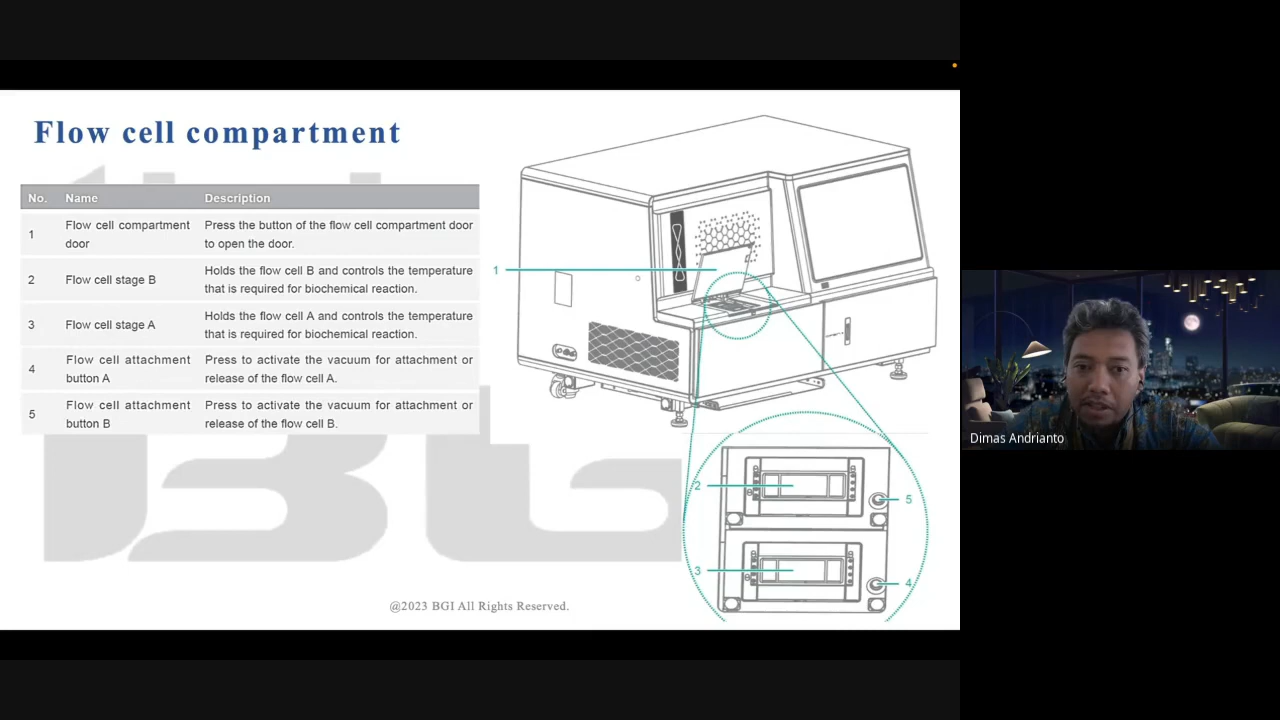 Flow cell compartment
No. Name Description
1 Flow cell compartment door Press the button of the flow cell compartment door to open the door.
2 Flow cell stage B Holds the flow cell B and controls the temperature that is required for biochemical reaction.
3 Flow cell stage A Holds the flow cell A and controls the temperature that is required for biochemical reaction.
4 Flow cell attachment button A Press to activate the vacuum for attachment or release of the flow cell A.
5 Flow cell attachment button B Press to activate the vacuum for attachment or release of the flow cell B.
1
2
5
3
4
@2023 BGI All Rights Reserved.
Dimas Andrianto